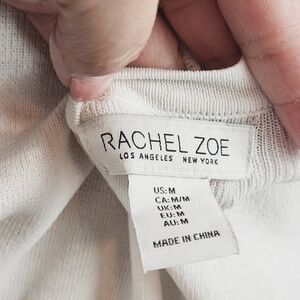 RACHEL ZOE
LOS ANGELES NEW YORK
US:M
CA:M/M
UK:M
EU:M
AU:M
MADE IN CHINA